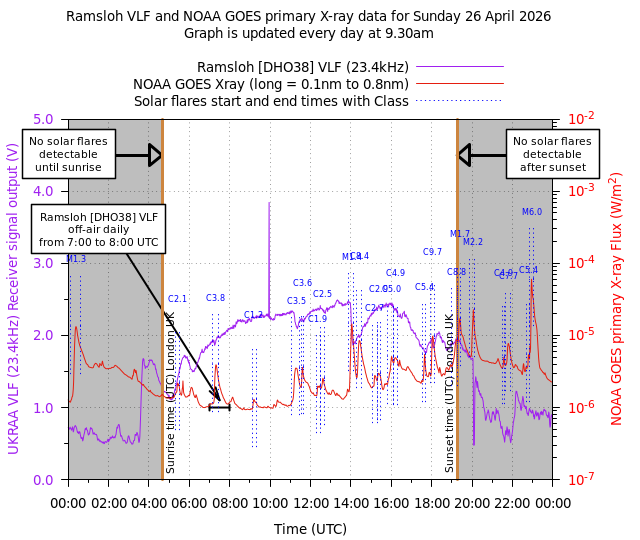 Ramsloh VLF and NOAA GOES primary X-ray data for Sunday 26 April 2026
Graph is updated every day at 9.30am
Ramsloh [DHO38] VLF (23.4kHz)
NOAA GOES Xray (long = 0.1nm to 0.8nm)
Solar flares start and end times with Class
5.0
4.0
3.0
2.0
1.0
0.0
UKRAA VLF (23.4kHz) Receiver signal output (V)
10-2
10-3
10-4
10-5
10-6
10-7
NOAA GOES primary X-ray Flux (W/m2)
No solar flares
detectable
until sunrise
No solar flares
detectable
after sunset
Ramsloh [DHO38] VLF
off-air daily
from 7:00 to 8:00 UTC
M1.3
C2.1
C3.8
C1.2
C3.5
C3.6
C1.9
C2.5
M1.4
C2.0
C5.0
C4.9
C5.4
C9.7
M1.7
C8.8
M2.2
C7.7
C5.4
M6.0
Sunrise time (UTC) London UK
Sunset time (UTC) London UK
00:00 02:00 04:00 06:00 08:00 10:00 12:00 14:00 16:00 18:00 20:00 22:00 00:00
Time (UTC)